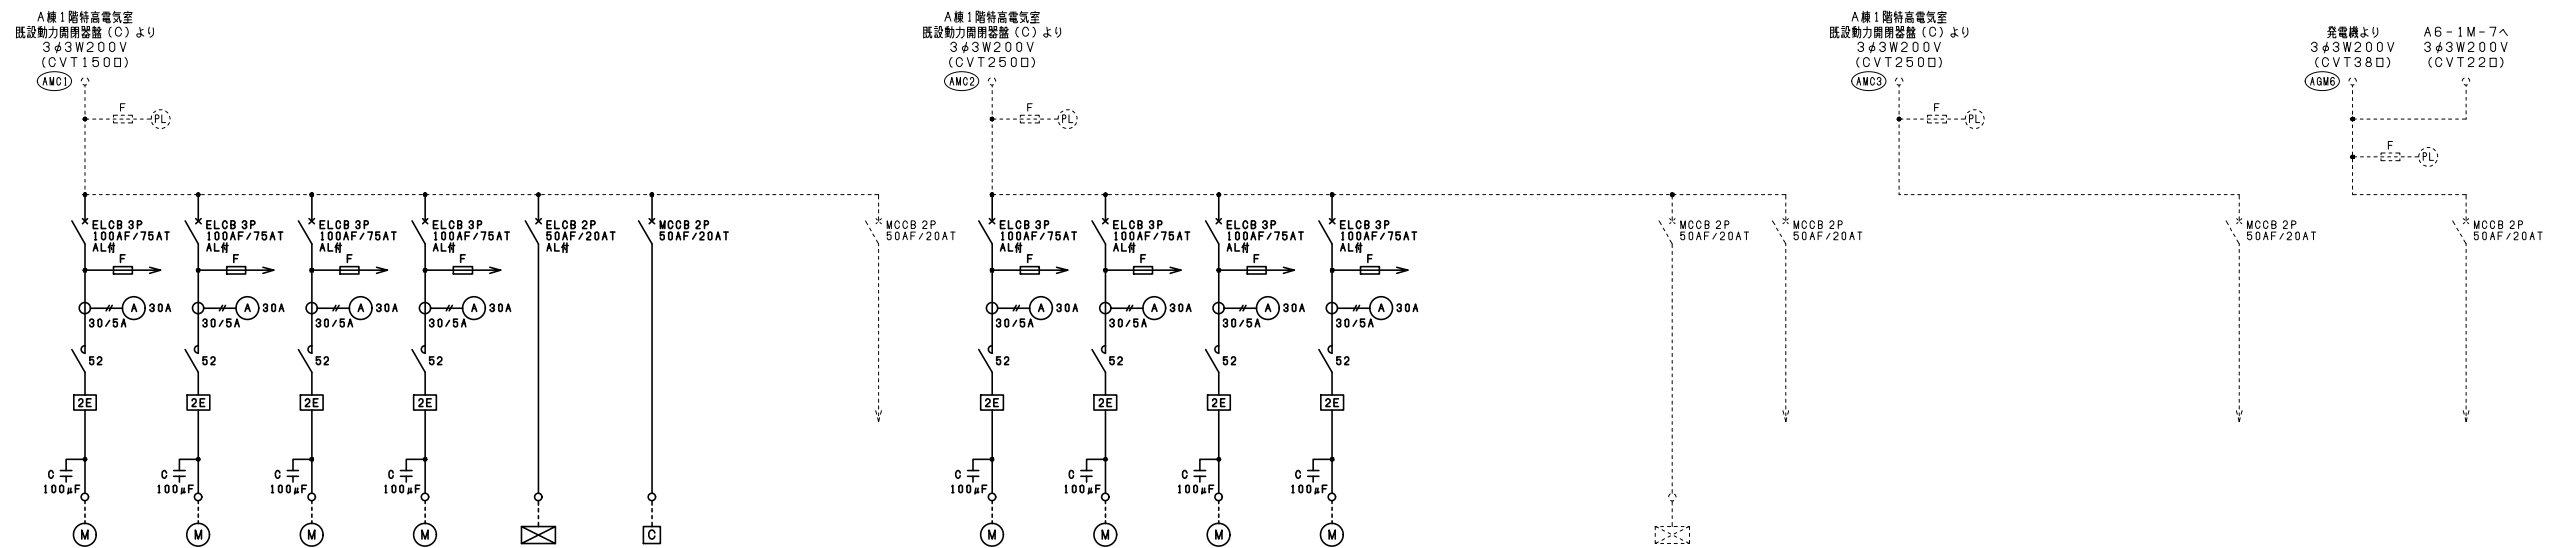 A棟1階特高電気室
既設動力開閉器盤(C)より
3φ3W200V
(CVT150□)
AMC1
F
PL
A棟1階特高電気室
既設動力開閉器盤(C)より
3φ3W200V
(CVT250□)
AMC2
F
PL
A棟1階特高電気室
既設動力開閉器盤(C)より
3φ3W200V
(CVT250□)
AMC3
F
PL
発電機より
3φ3W200V
(CVT38□)
AGM6
A6-1M-7へ
3φ3W200V
(CVT22□)
F
PL
ELCB 3P
100AF/75AT
AL付
F
A 30A
30/5A
52
2E
C
100μF
M
ELCB 3P
100AF/75AT
AL付
F
A 30A
30/5A
52
2E
C
100μF
M
ELCB 3P
100AF/75AT
AL付
F
A 30A
30/5A
52
2E
C
100μF
M
ELCB 3P
100AF/75AT
AL付
F
A 30A
30/5A
52
2E
C
100μF
M
ELCB 2P
50AF/20AT
AL付
MCCB 2P
50AF/20AT
C
MCCB 2P
50AF/20AT
ELCB 3P
100AF/75AT
AL付
F
A 30A
30/5A
52
2E
C
100μF
M
ELCB 3P
100AF/75AT
AL付
F
A 30A
30/5A
52
2E
C
100μF
M
ELCB 3P
100AF/75AT
AL付
F
A 30A
30/5A
52
2E
C
100μF
M
ELCB 3P
100AF/75AT
AL付
F
A 30A
30/5A
52
2E
C
100μF
M
MCCB 2P
50AF/20AT
MCCB 2P
50AF/20AT
MCCB 2P
50AF/20AT
MCCB 2P
50AF/20AT